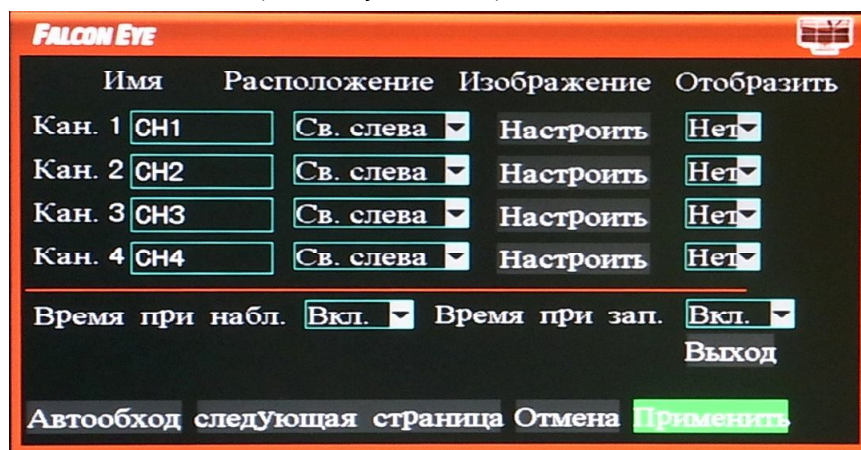 FALCON EYE
Имя Расположение Изображение Отобразить
Кан. 1 CH1 Св. слева Настроить Нет
Кан. 2 CH2 Св. слева Настроить Нет
Кан. 3 CH3 Св. слева Настроить Нет
Кан. 4 CH4 Св. слева Настроить Нет
Время при набл. Вкл. Время при зап. Вкл.
Выход
Автообход следующая страница Отмена Применить